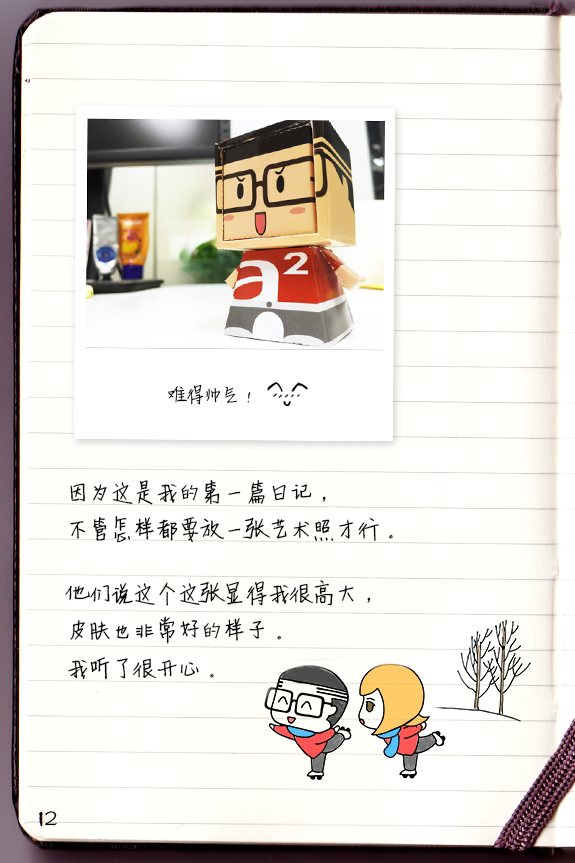 a²
难得帅气!
因为这是我的第一篇日记,
不管怎样都要放一张艺术照才行。
他们说这个这张显得我很高大,
皮肤也非常好的样子。
我听了很开心。
12